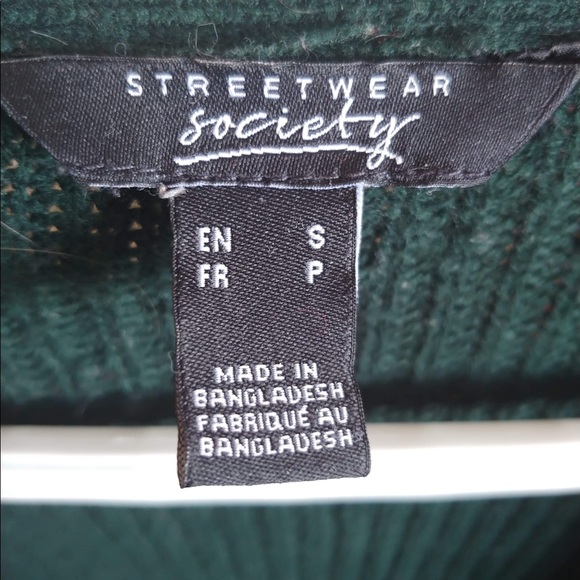 STREETWEAR
society
EN S
FR P
MADE IN
BANGLADESH
FABRIQUÉ AU
BANGLADESH